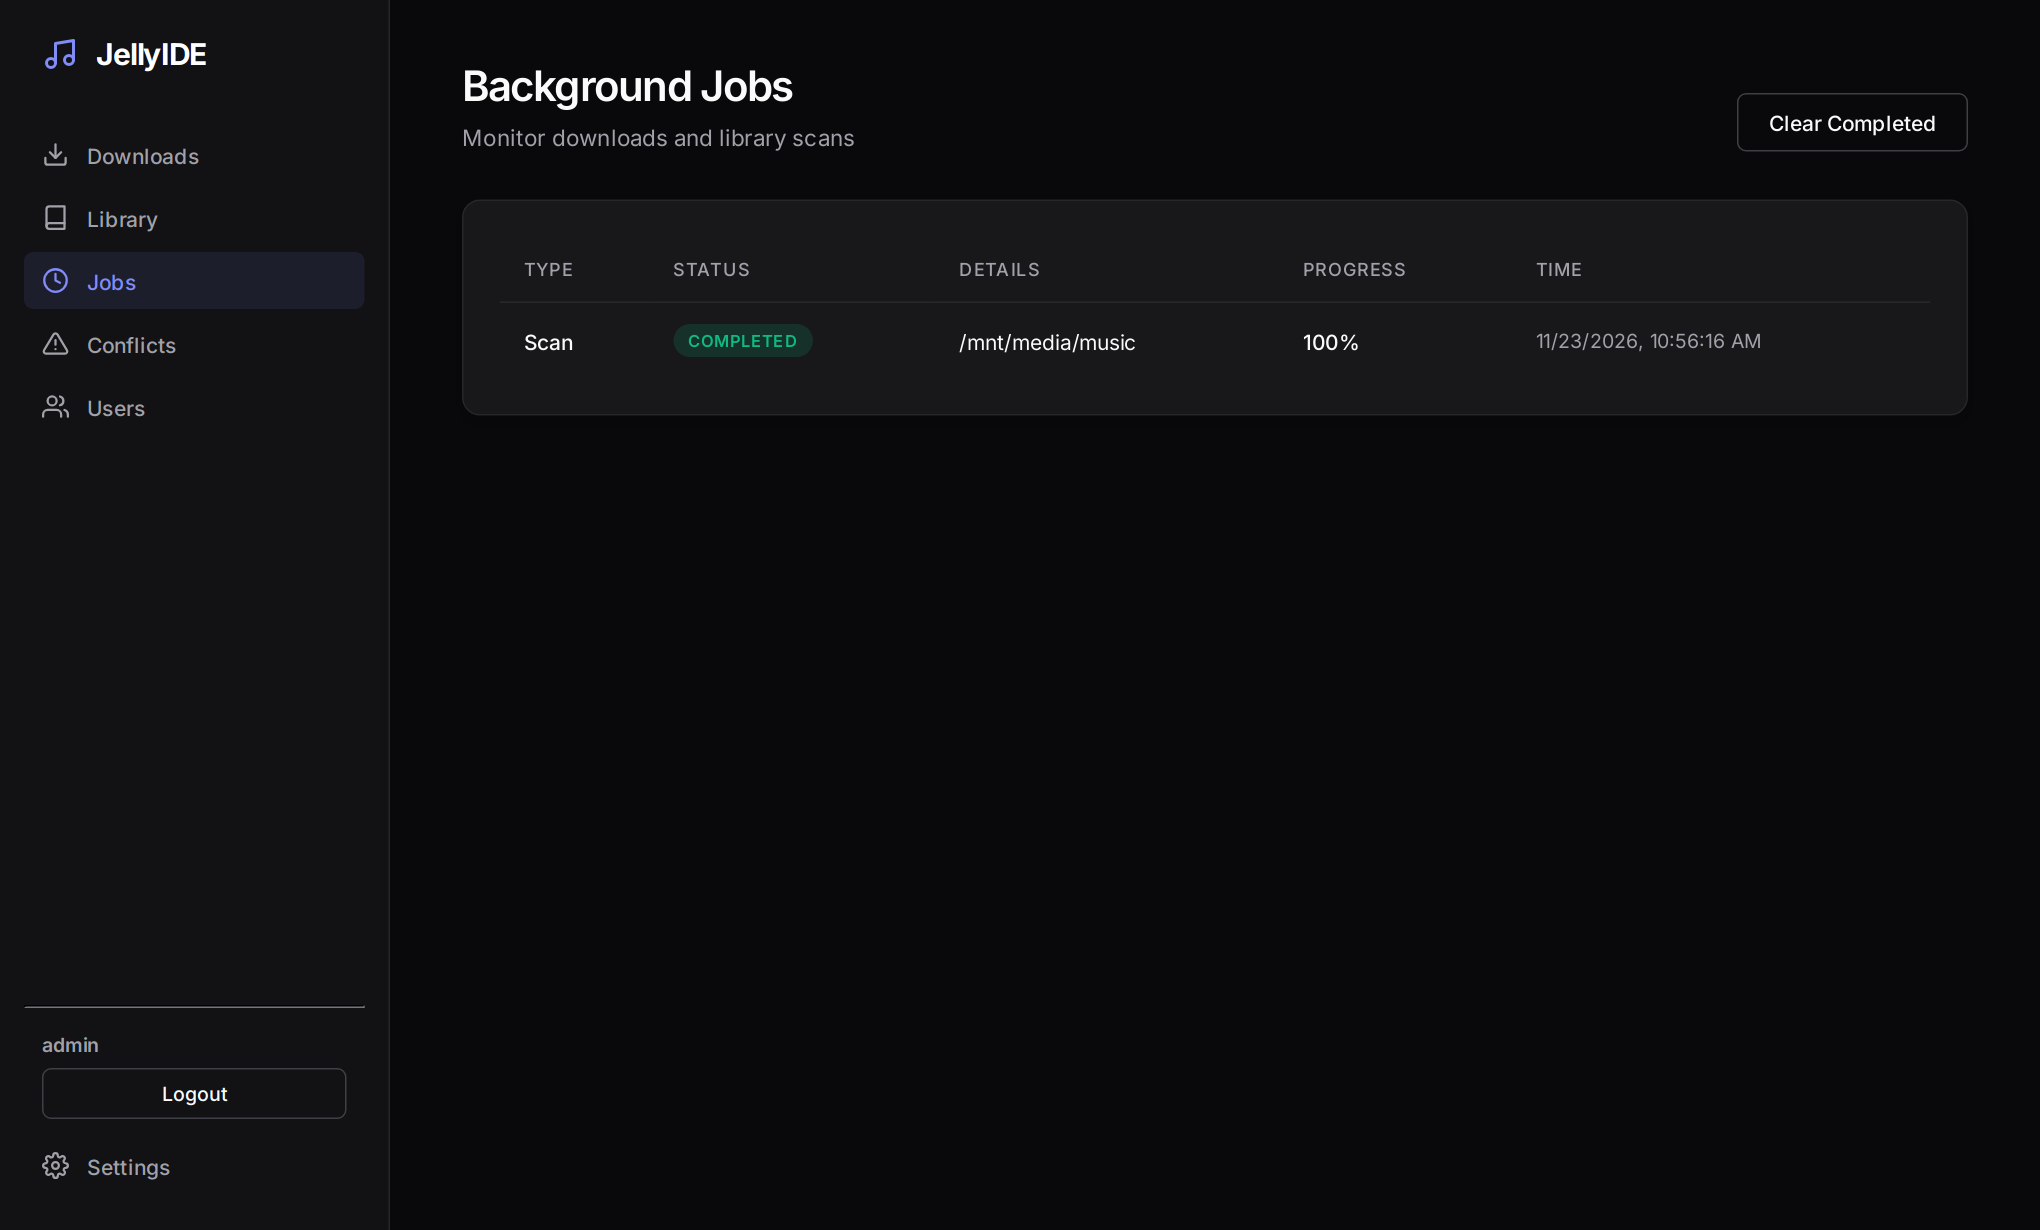 JellyIDE
Downloads
Library
Jobs
Conflicts
Users
admin
Logout
Settings
Background Jobs
Monitor downloads and library scans
Clear Completed
TYPE STATUS DETAILS PROGRESS TIME
Scan COMPLETED /mnt/media/music 100% 11/23/2026, 10:56:16 AM